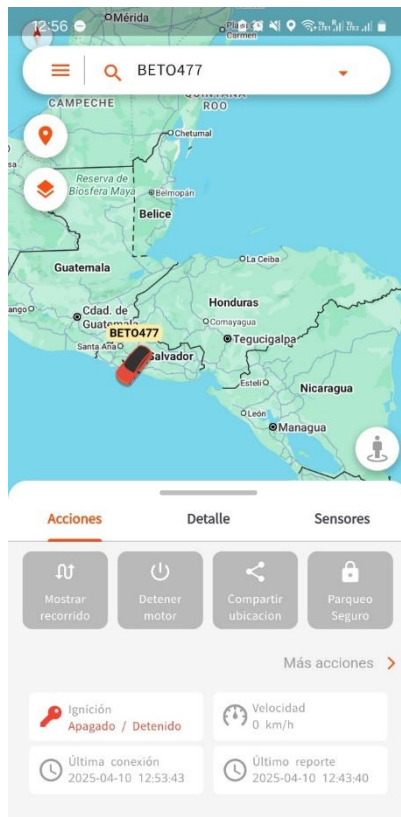 12:56
Mérida
Carmen
BETO477
CAMPECHE
ROO
Chetumal
Reserva de
Biosfera Maya
Belmopán
Belice
La Ceiba
Guatemala
Honduras
Cdad. de
Guatemala
Comayagua
BETO477
Tegucigalpa
Santa Ana
Salvador
Estelí
Nicaragua
León
Managua
Acciones
Detalle
Sensores
Mostrar
recorrido
Detener
motor
Compartir
ubicacion
Parqueo
Seguro
Más acciones
Ignición
Apagado / Detenido
Velocidad
0 km/h
Última conexión
2025-04-10 12:53:43
Último reporte
2025-04-10 12:43:40